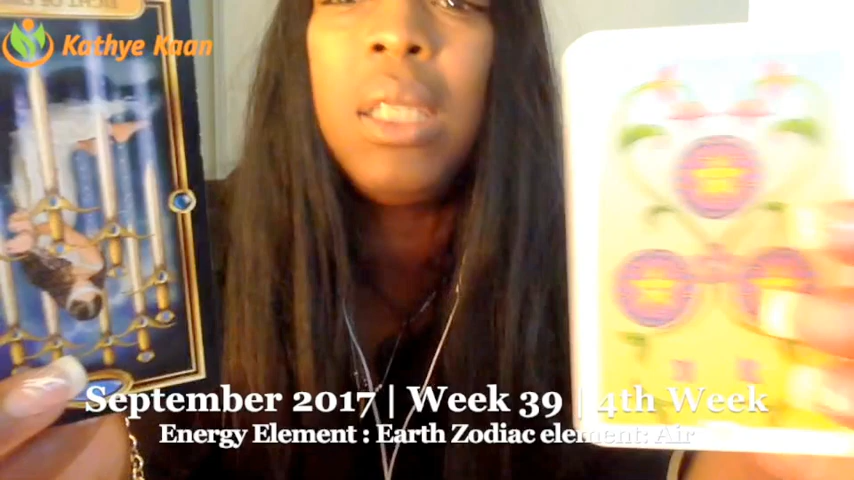 Kathye Kaan
September 2017 | Week 39 | 4th Week
Energy Element : Earth Zodiac element: Air